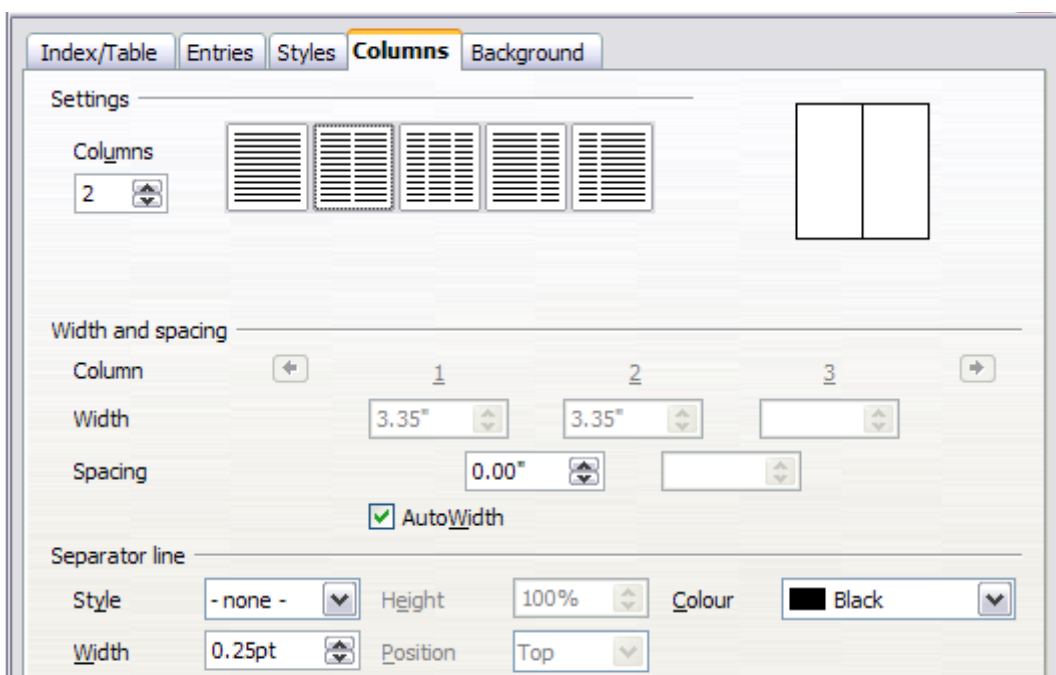 Index/Table Entries Styles Columns Background
Settings
Columns
2
Width and spacing
Column 1 2 3
Width 3.35" 3.35"
Spacing 0.00"
AutoWidth
Separator line
Style - none - Height 100% Colour Black
Width 0.25pt Position Top